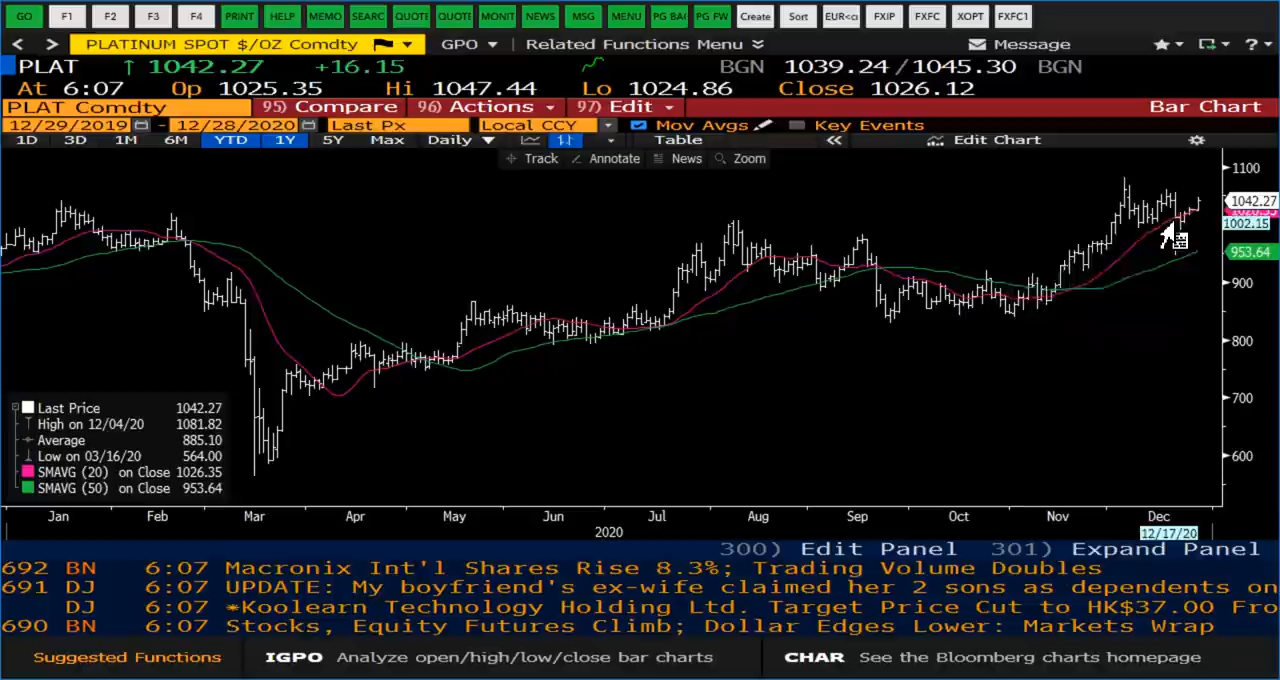 GO F1 F2 F3 F4 PRINT HELP MEMO SEARC QUOTE QUOTE MONIT NEWS MSG MENU PG BA PG FW Create Sort EUR<c FXIP FXFC XOPT FXFC1
< > PLATINUM SPOT $/OZ Comdty GPO Related Functions Menu Message ?
PLAT ↑ 1042.27 +16.15 BGN 1039.24/1045.30 BGN
At 6:07 Op 1025.35 Hi 1047.44 Lo 1024.86 Close 1026.12
PLAT Comdty 95) Compare 96) Actions 97) Edit Bar Chart
12/29/2019 - 12/28/2020 Last Px Local CCY Mov Avgs Key Events
1D 3D 1M 6M YTD 1Y 5Y Max Daily Table « Edit Chart
Track Annotate News Zoom
1100
1042.27
1002.15
953.64
900
800
700
600
Last Price 1042.27
High on 12/04/20 1081.82
Average 885.10
Low on 03/16/20 564.00
SMAVG (20) on Close 1026.35
SMAVG (50) on Close 953.64
Jan Feb Mar Apr May Jun Jul Aug Sep Oct Nov Dec
2020 12/17/20
300) Edit Panel 301) Expand Panel
692 BN 6:07 Macronix Int'l Shares Rise 8.3%; Trading Volume Doubles
691 DJ 6:07 UPDATE: My boyfriend's ex-wife claimed her 2 sons as dependents on
DJ 6:07 *Koolearn Technology Holding Ltd. Target Price Cut to HK$37.00 Fro
690 BN 6:07 Stocks, Equity Futures Climb; Dollar Edges Lower: Markets Wrap
Suggested Functions IGPO Analyze open/high/low/close bar charts CHAR See the Bloomberg charts homepage